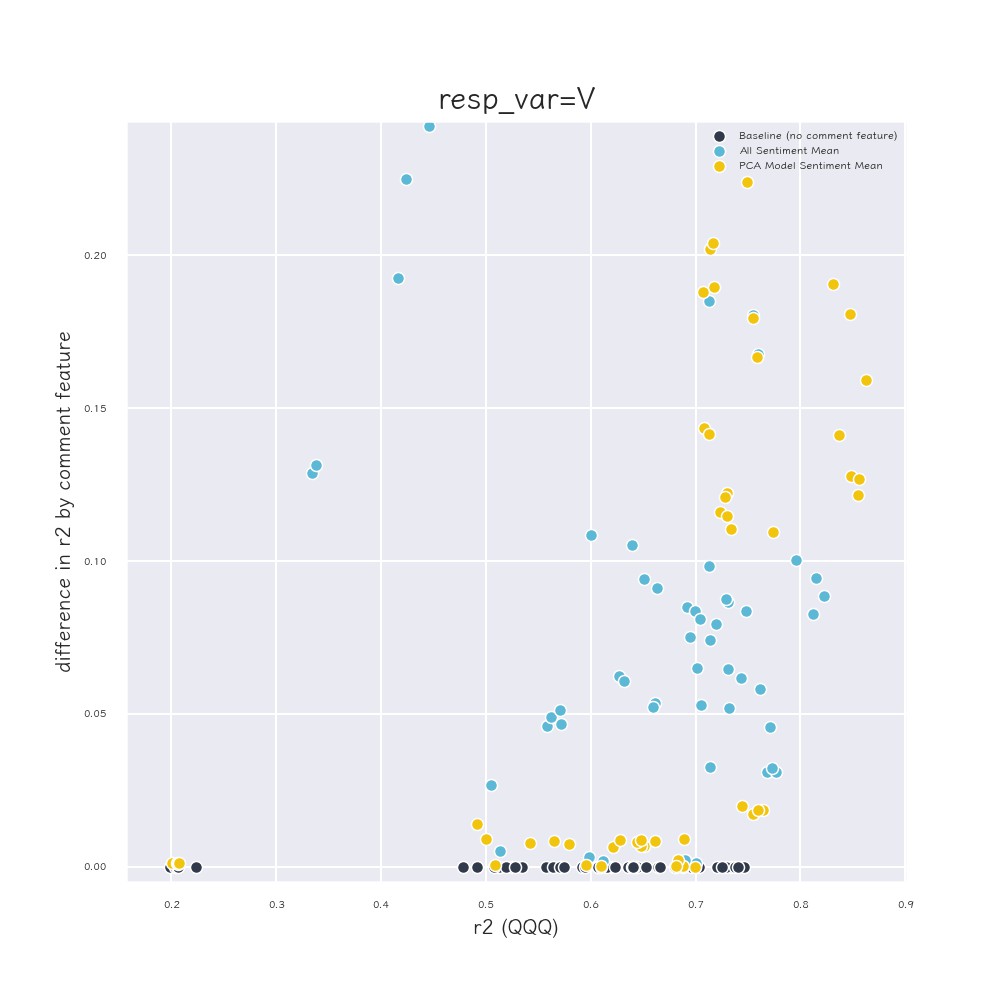 resp_var=V
Baseline (no comment feature)
All Sentiment Mean
PCA Model Sentiment Mean
difference in r2 by comment feature
0.20
0.15
0.10
0.05
0.00
0.2 0.3 0.4 0.5 0.6 0.7 0.8 0.9
r2 (QQQ)